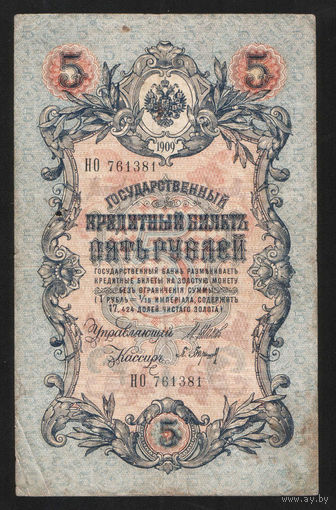 5 5
1909
НО 761381
ГОСУДАРСТВЕННЫЙ
КРЕДИТНЫЙ БИЛЕТЪ
ПЯТЬ РУБЛЕЙ
ГОСУДАРСТВЕННЫЙ БАНКЪ РАЗМѢНИВАЕТЪ
КРЕДИТНЫЕ БИЛЕТЫ НА ЗОЛОТУЮ МОНЕТУ
БЕЗЪ ОГРАНИЧЕНІЯ СУММЫ
(1 РУБЛЬ = 1/15 ИМПЕРІАЛА, СОДЕРЖИТЪ
17,424 ДОЛЕЙ ЧИСТАГО ЗОЛОТА)
Управляющій
Кассиръ
НО 761381
5
www.ay.by